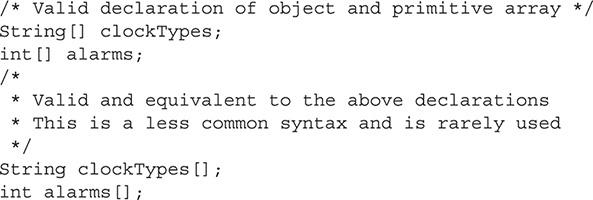 /* Valid declaration of object and primitive array */
String[] clockTypes;
int[] alarms;
/*
 * Valid and equivalent to the above declarations
 * This is a less common syntax and is rarely used
 */
String clockTypes[];
int alarms[];